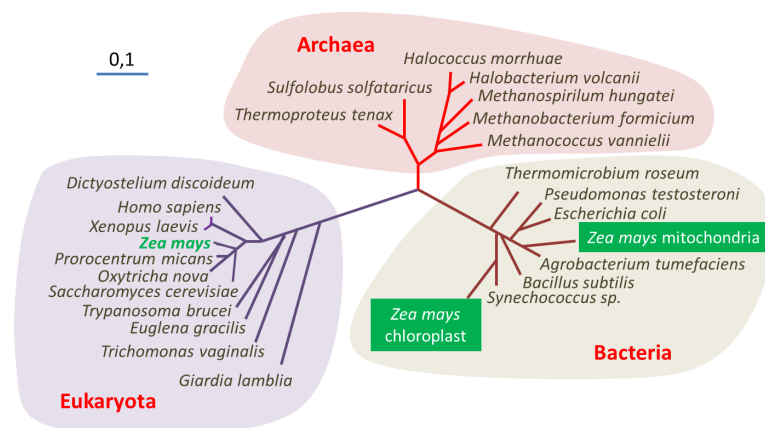 Archaea
0,1
Halococcus morrhuae
Halobacterium volcanii
Sulfolobus solfataricus
Methanospirilum hungatei
Thermoproteus tenax
Methanobacterium formicium
Methanococcus vannielii
Thermomicrobium roseum
Dictyostelium discoideum
Pseudomonas testosteroni
Homo sapiens
Escherichia coli
Xenopus laevis
Zea mays
Zea mays mitochondria
Prorocentrum micans
Agrobacterium tumefaciens
Oxytricha nova
Bacillus subtilis
Saccharomyces cerevisiae
Synechococcus sp.
Trypanosoma brucei
Zea mays
chloroplast
Euglena gracilis
Trichomonas vaginalis
Bacteria
Giardia lamblia
Eukaryota